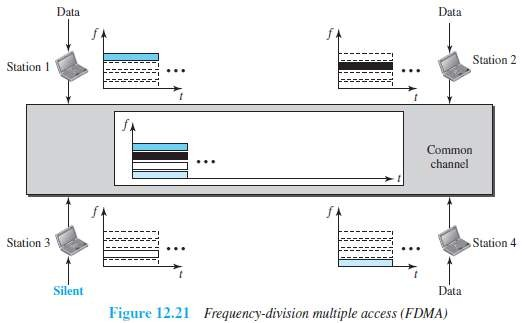 Data
Data
f
f
Station 1
Station 2
...
...
t
t
f
...
t
Common
channel
f
f
Station 3
Station 4
...
...
t
t
Silent
Data
Figure 12.21 Frequency-division multiple access (FDMA)